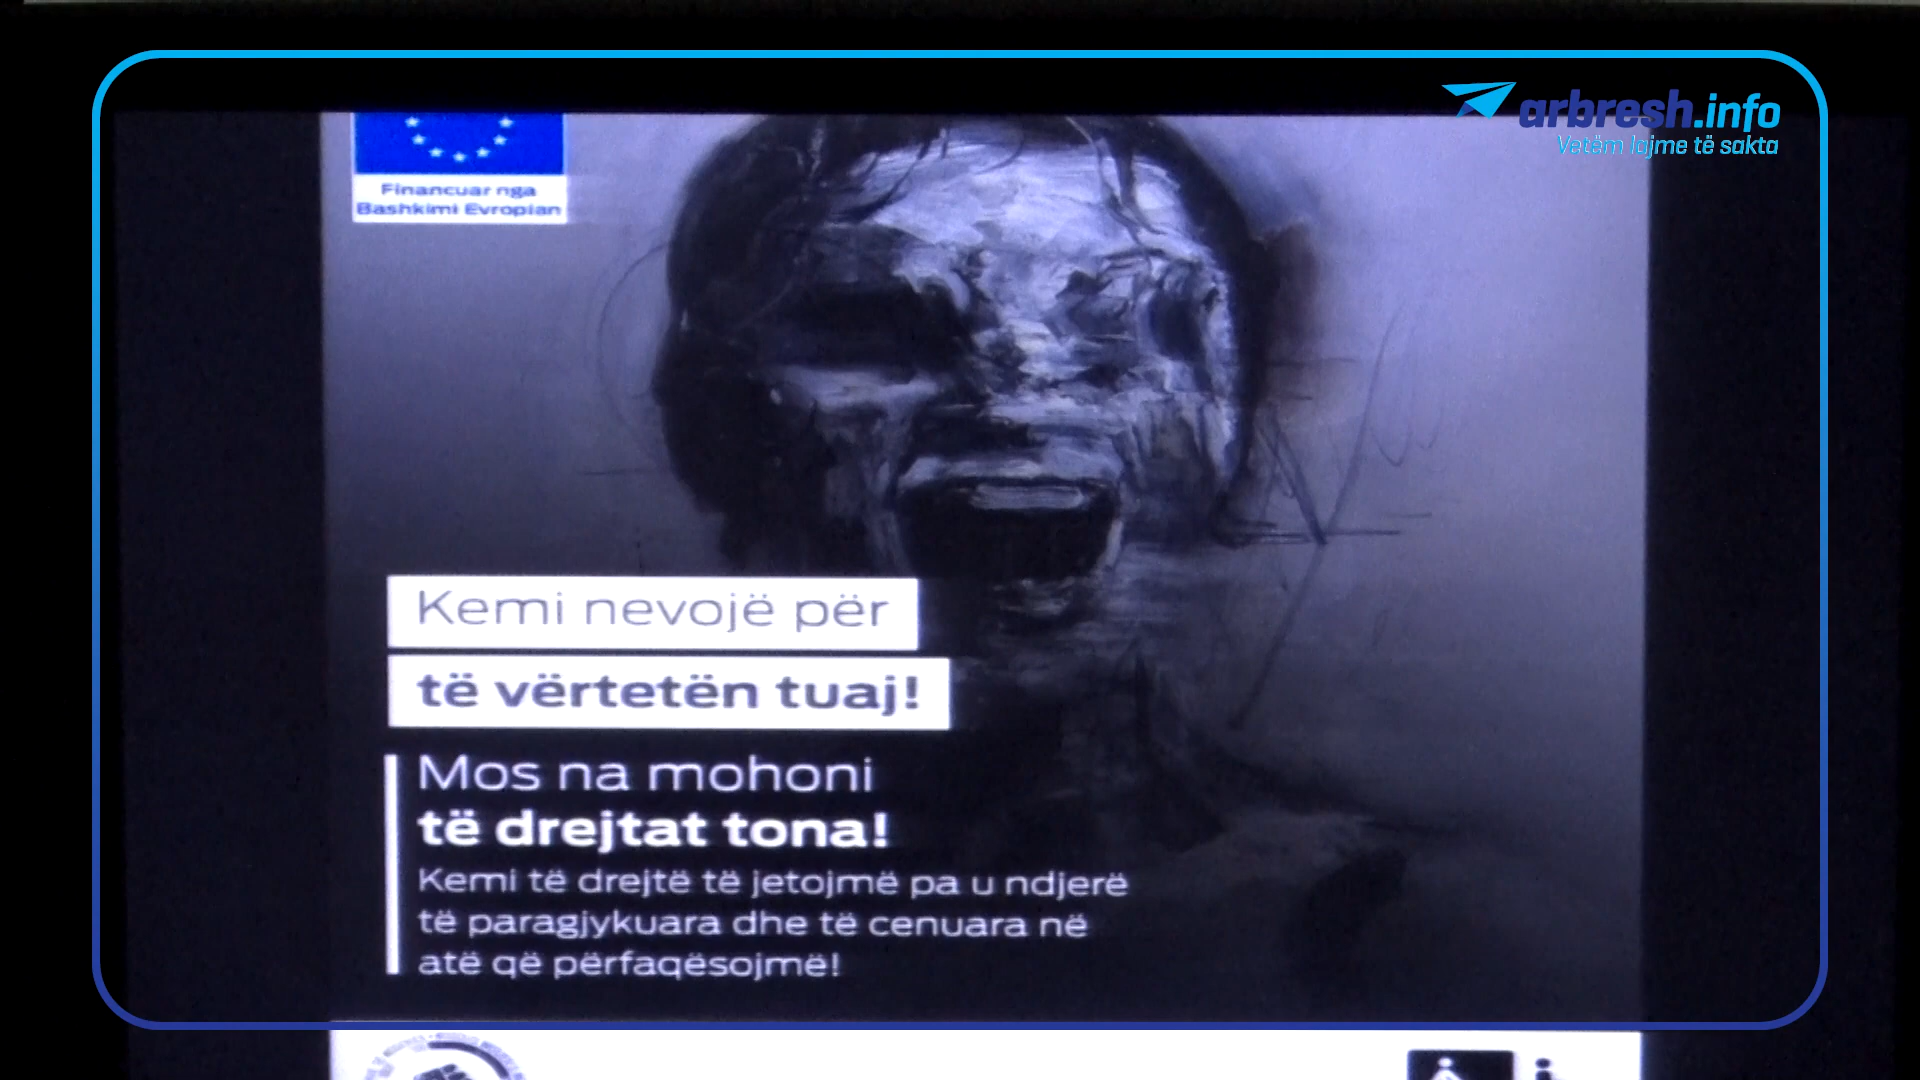 arbresh.info
Vetëm lajme të sakta
Financuar nga
Bashkimi Evropian
Kemi nevojë për
të vërtetën tuaj!
Mos na mohoni
të drejtat tona!
Kemi të drejtë të jetojmë pa u ndjerë
të paragjykuara dhe të cenuara në
atë që përfaqësojmë!